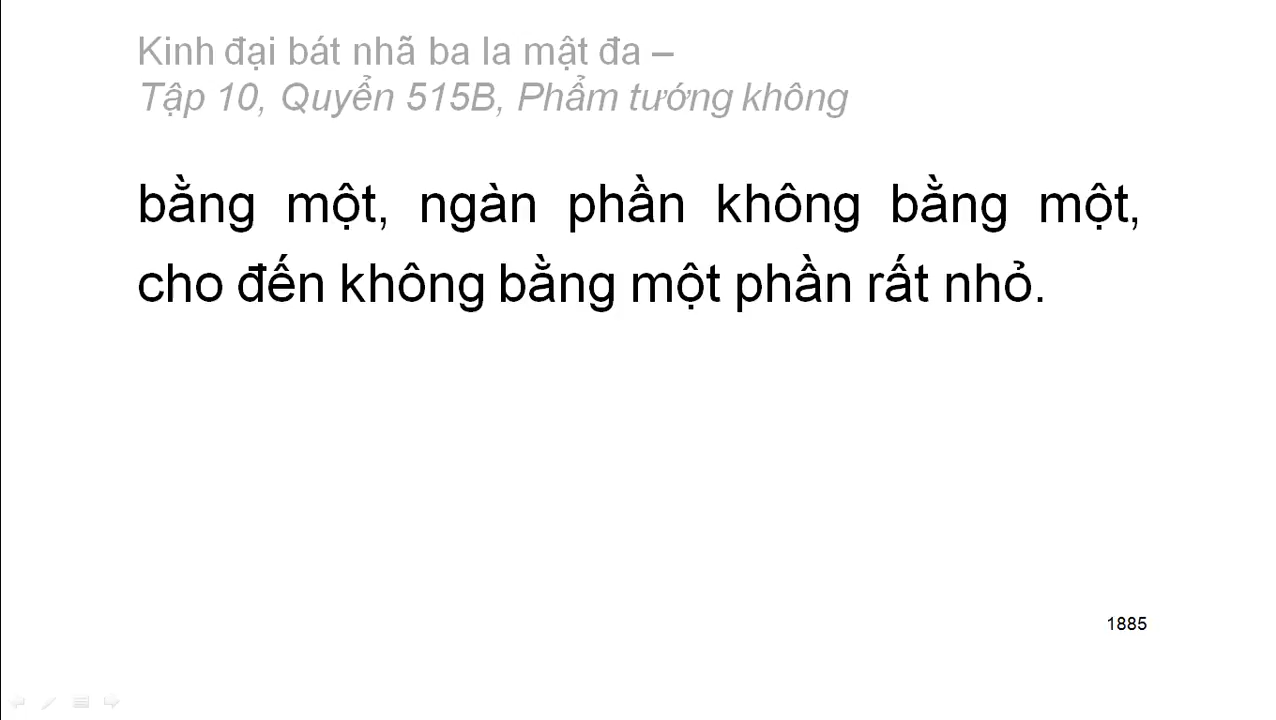 Kinh đại bát nhã ba la mật đa –
Tập 10, Quyển 515B, Phẩm tướng không
bằng một, ngàn phần không bằng một,
cho đến không bằng một phần rất nhỏ.
1885